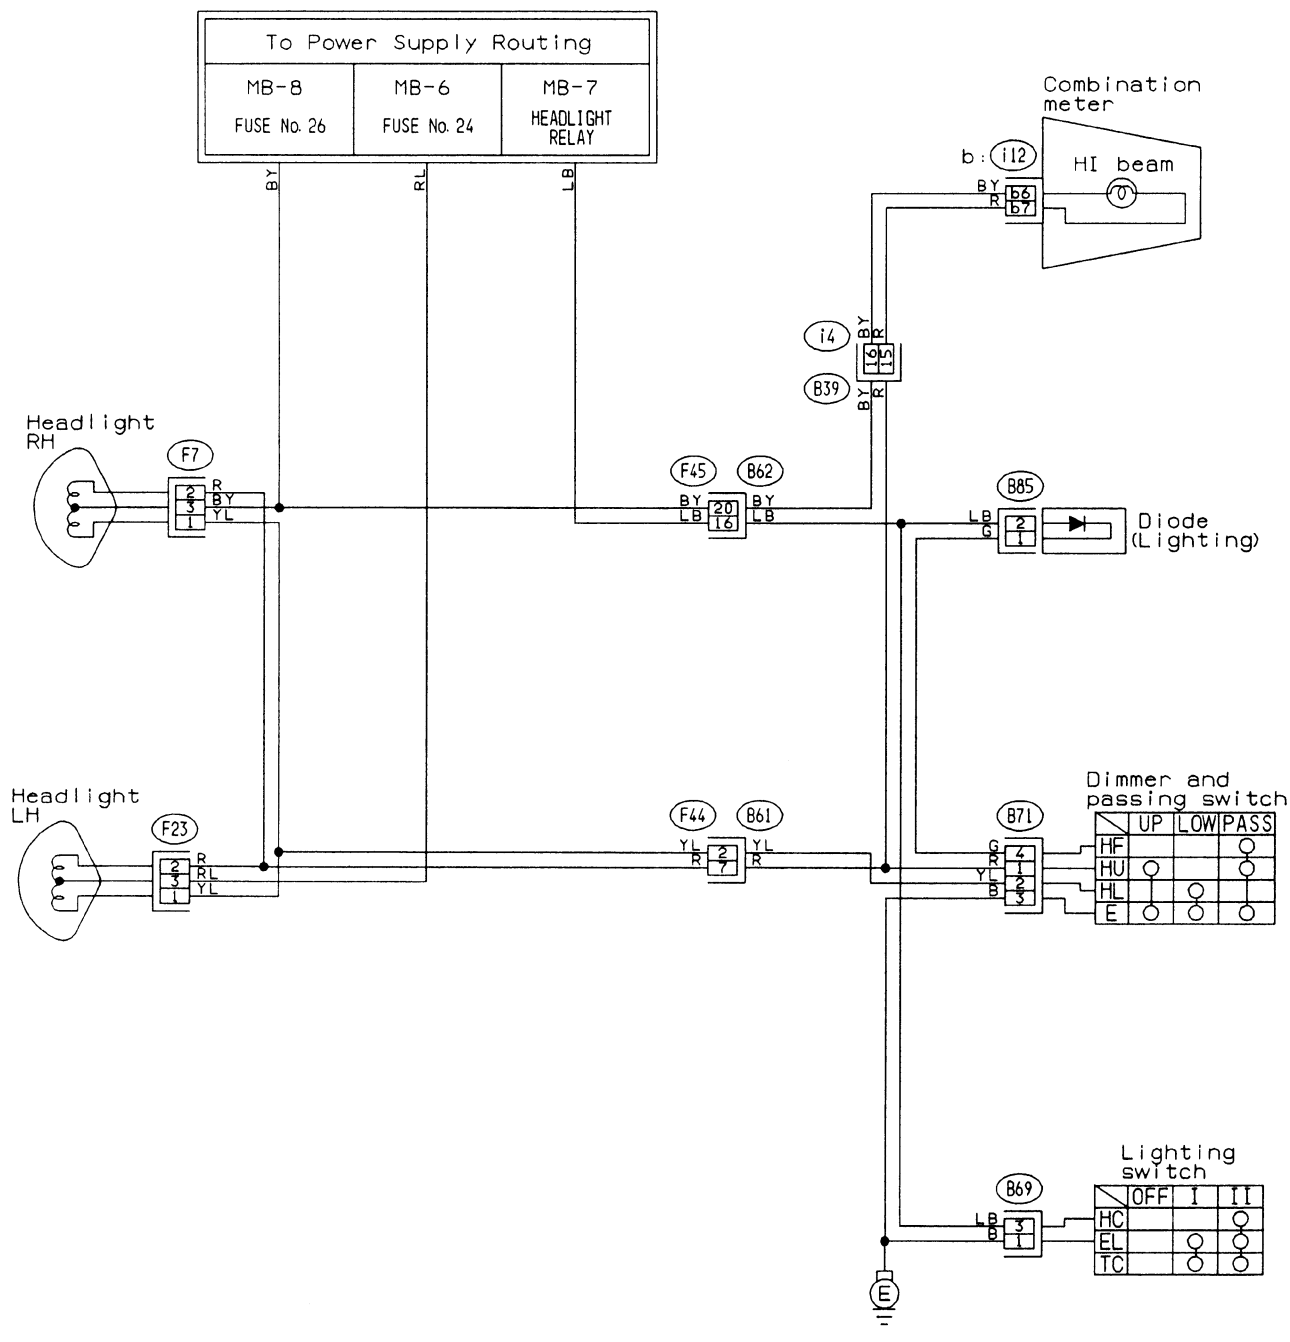 To Power Supply Routing
MB-8
FUSE No. 26
MB-6
FUSE No. 24
MB-7
HEADLIGHT
RELAY
BY
RL
LB
Combination
meter
b: i12
HI beam
BY
b6
R
b7
BY
R
i4
16
15
B39
BY
R
Headlight
RH
F7
2
R
3
BY
1
YL
F45
B62
BY
20
BY
LB
16
LB
B85
LB
2
G
1
Diode
(Lighting)
Headlight
LH
F23
2
R
3
RL
1
YL
F44
B61
YL
2
YL
R
7
R
B71
G
4
R
1
YL
2
B
3
Dimmer and
passing switch
UP LOW PASS
HF
HU
HL
E
B69
LB
3
B
1
Lighting
switch
OFF I II
HC
EL
TC
E